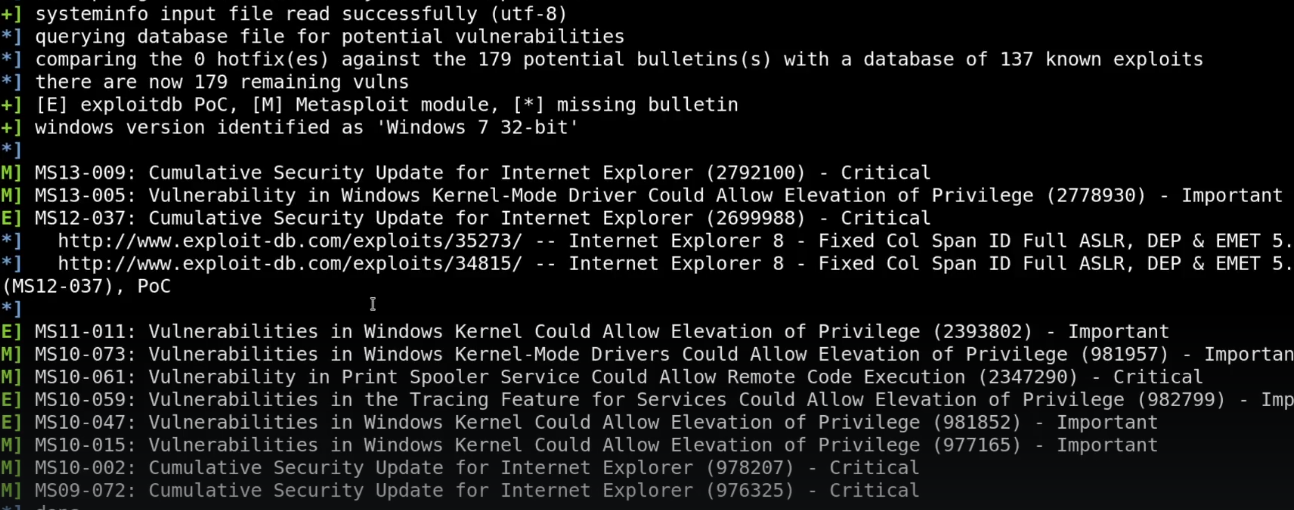 +] systeminfo input file read successfully (utf-8)
*] querying database file for potential vulnerabilities
*] comparing the 0 hotfix(es) against the 179 potential bulletins(s) with a database of 137 known exploits
*] there are now 179 remaining vulns
+] [E] exploitdb PoC, [M] Metasploit module, [*] missing bulletin
+] windows version identified as 'Windows 7 32-bit'
*]
M] MS13-009: Cumulative Security Update for Internet Explorer (2792100) - Critical
M] MS13-005: Vulnerability in Windows Kernel-Mode Driver Could Allow Elevation of Privilege (2778930) - Important
E] MS12-037: Cumulative Security Update for Internet Explorer (2699988) - Critical
*]   http://www.exploit-db.com/exploits/35273/ -- Internet Explorer 8 - Fixed Col Span ID Full ASLR, DEP & EMET 5.
*]   http://www.exploit-db.com/exploits/34815/ -- Internet Explorer 8 - Fixed Col Span ID Full ASLR, DEP & EMET 5.
(MS12-037), PoC
*]
E] MS11-011: Vulnerabilities in Windows Kernel Could Allow Elevation of Privilege (2393802) - Important
M] MS10-073: Vulnerabilities in Windows Kernel-Mode Drivers Could Allow Elevation of Privilege (981957) - Importan
M] MS10-061: Vulnerability in Print Spooler Service Could Allow Remote Code Execution (2347290) - Critical
E] MS10-059: Vulnerabilities in the Tracing Feature for Services Could Allow Elevation of Privilege (982799) - Imp
E] MS10-047: Vulnerabilities in Windows Kernel Could Allow Elevation of Privilege (981852) - Important
M] MS10-015: Vulnerabilities in Windows Kernel Could Allow Elevation of Privilege (977165) - Important
M] MS10-002: Cumulative Security Update for Internet Explorer (978207) - Critical
M] MS09-072: Cumulative Security Update for Internet Explorer (976325) - Critical